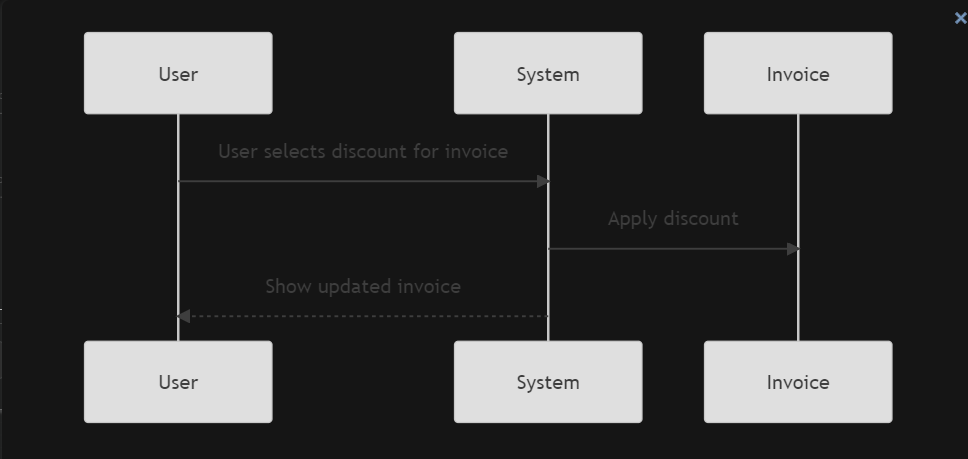 User
System
Invoice
User selects discount for invoice
Apply discount
Show updated invoice
User
System
Invoice